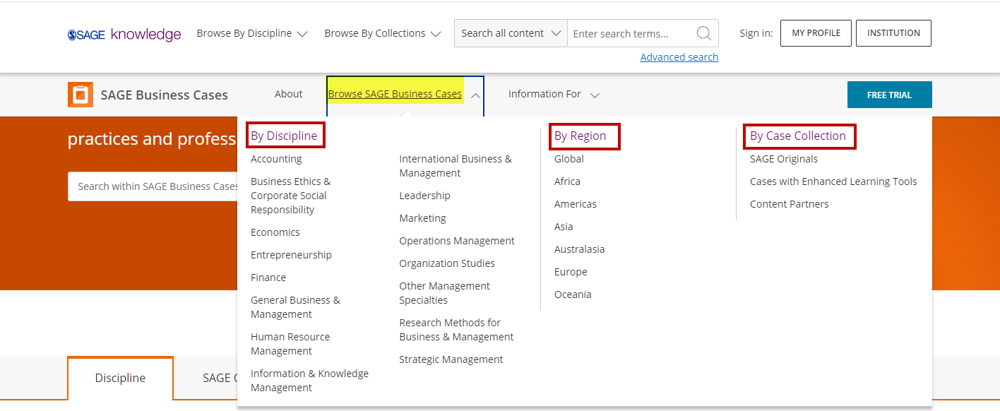 SAGE knowledge
Browse By Discipline
Browse By Collections
Search all content
Enter search terms...
Sign in:
MY PROFILE
INSTITUTION
Advanced search
SAGE Business Cases
About
Browse SAGE Business Cases
Information For
FREE TRIAL
practices and profess
Search within SAGE Business Cases
By Discipline
Accounting
Business Ethics &
Corporate Social
Responsibility
Economics
Entrepreneurship
Finance
General Business &
Management
Human Resource
Management
Information & Knowledge
Management
International Business &
Management
Leadership
Marketing
Operations Management
Organization Studies
Other Management
Specialties
Research Methods for
Business & Management
Strategic Management
By Region
Global
Africa
Americas
Asia
Australasia
Europe
Oceania
By Case Collection
SAGE Originals
Cases with Enhanced Learning Tools
Content Partners
Discipline
SAGE